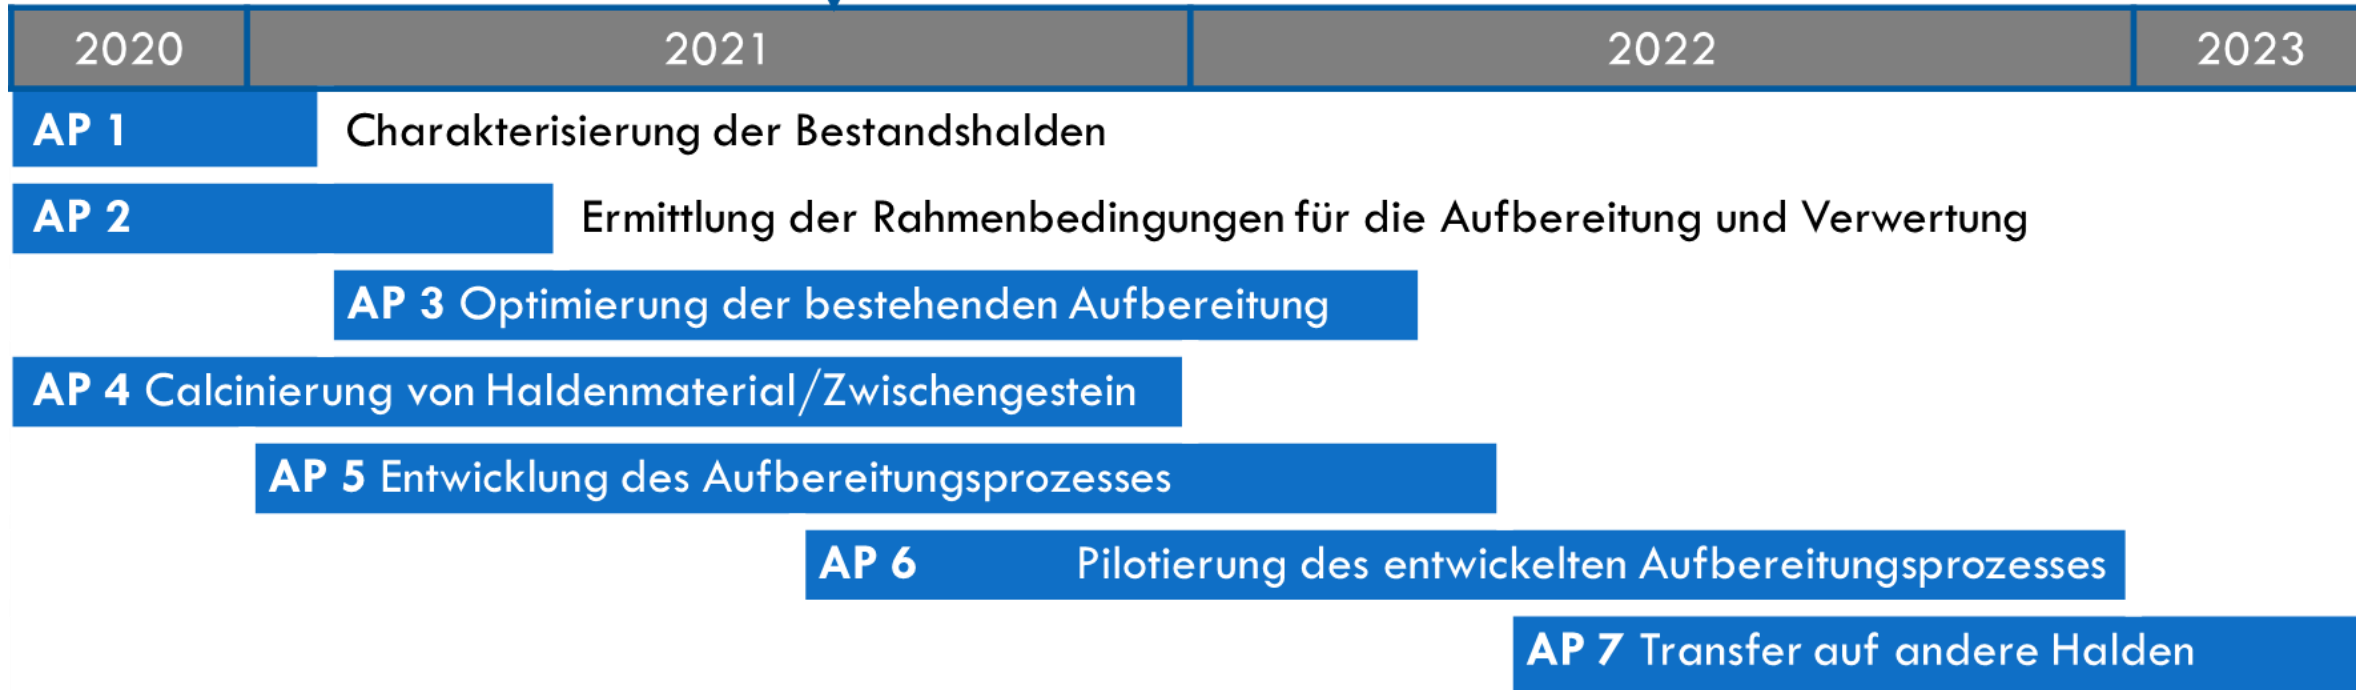 2020 2021 2022 2023
AP 1 Charakterisierung der Bestandshalden
AP 2 Ermittlung der Rahmenbedingungen für die Aufbereitung und Verwertung
AP 3 Optimierung der bestehenden Aufbereitung
AP 4 Calcinierung von Haldenmaterial/Zwischengestein
AP 5 Entwicklung des Aufbereitungsprozesses
AP 6 Pilotierung des entwickelten Aufbereitungsprozesses
AP 7 Transfer auf andere Halden